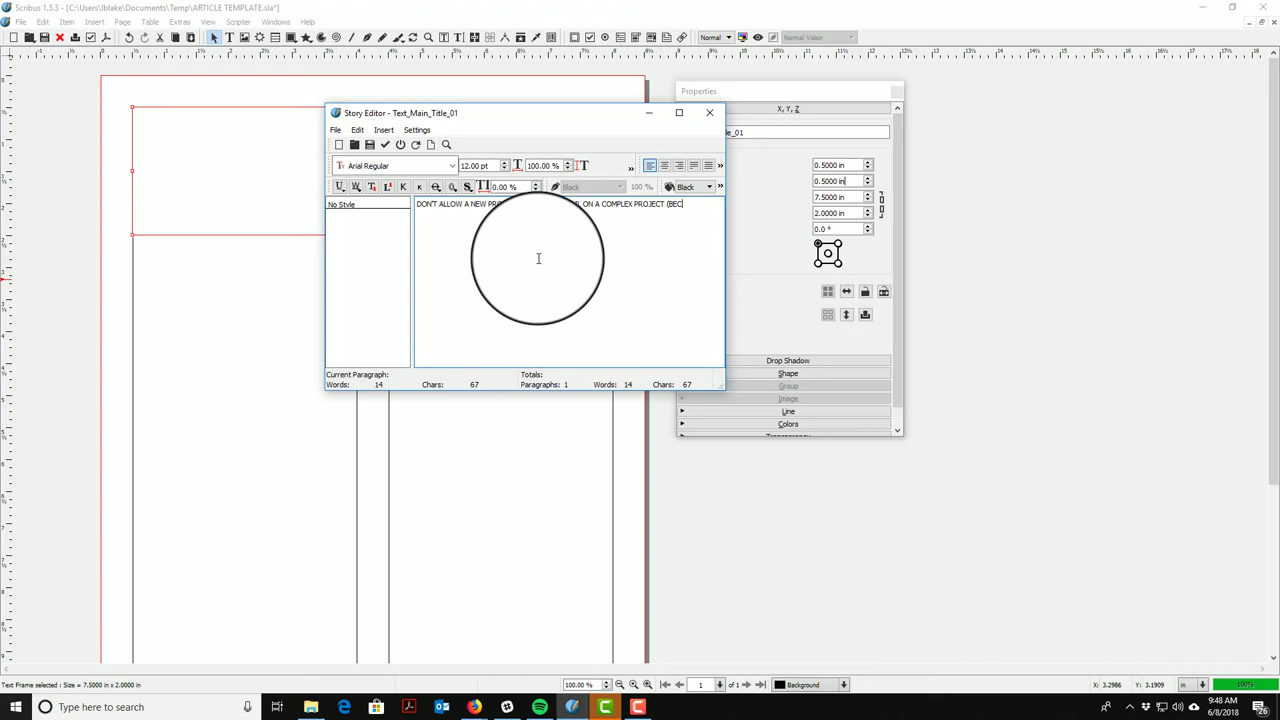 Scribus 1.5.3 - [C:\Users\lblake\Documents\Temp\ARTICLE TEMPLATE.sla*]
File Edit Item Insert Page Table Extras View Scripter Windows Help
Normal
Normal Vision
Properties
X, Y, Z
le_01
0.5000 in
0.5000 in
7.5000 in
2.0000 in
0.0 °
Drop Shadow
Shape
Group
Image
Line
Colors
Story Editor - Text_Main_Title_01
File Edit Insert Settings
Arial Regular 12.00 pt 100.00 %
0.00 % Black 100 % Black
No Style
DON'T ALLOW A NEW ON A COMPLEX PROJECT (BEC
Current Paragraph: Totals:
Words: 14 Chars: 67 Paragraphs: 1 Words: 14 Chars: 67
Text Frame selected : Size = 7.5000 in x 2.0000 in
100.00 % 1 of 1 Background X: 3.2986 Y: 3.1909 in 100%
Type here to search
9:48 AM
6/8/2018
26